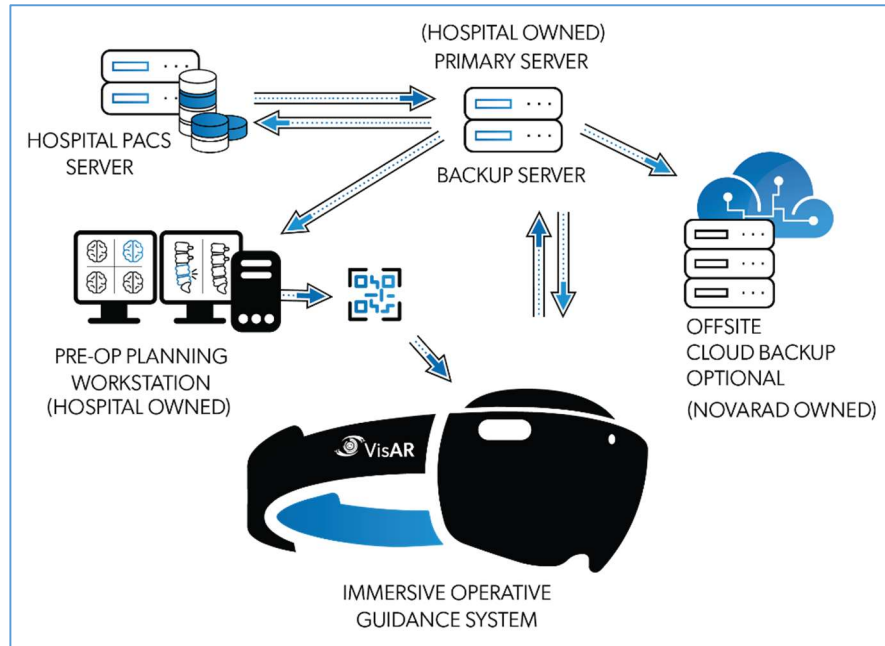 (HOSPITAL OWNED)
PRIMARY SERVER
HOSPITAL PACS
SERVER
BACKUP SERVER
PRE-OP PLANNING
WORKSTATION
(HOSPITAL OWNED)
OFFSITE
CLOUD BACKUP
OPTIONAL
(NOVARAD OWNED)
VisAR
IMMERSIVE OPERATIVE
GUIDANCE SYSTEM